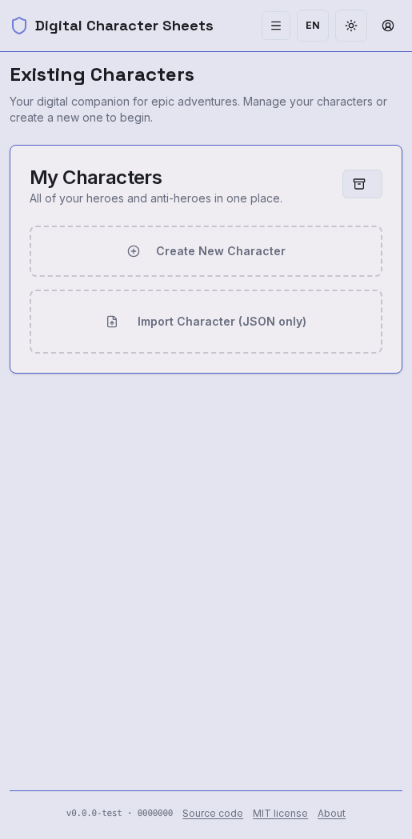 Digital Character Sheets
EN
Existing Characters
Your digital companion for epic adventures. Manage your characters or
create a new one to begin.
My Characters
All of your heroes and anti-heroes in one place.
Create New Character
Import Character (JSON only)
v0.0.0-test · 0000000 Source code MIT license About